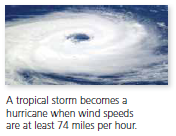 A tropical storm becomes a
hurricane when wind speeds
are at least 74 miles per hour.